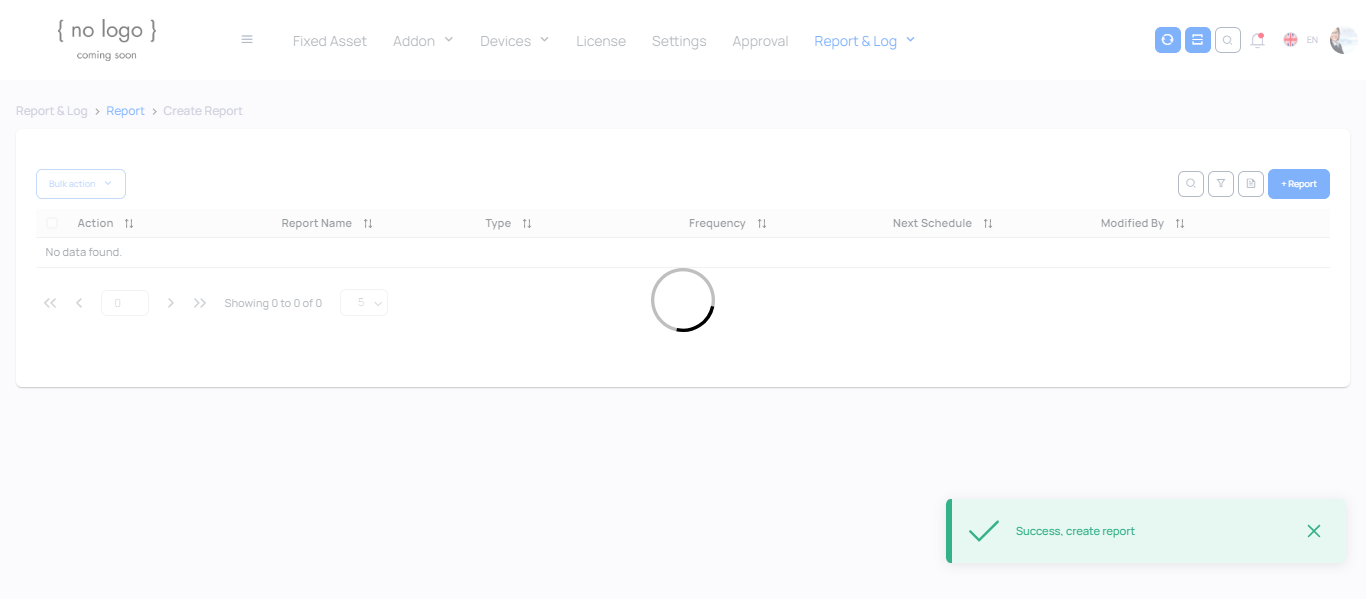 { no logo }
coming soon
Fixed Asset Addon Devices License Settings Approval Report & Log EN
Report & Log > Report > Create Report
Bulk action + Report
Action Report Name Type Frequency Next Schedule Modified By
No data found.
0 Showing 0 to 0 of 0 5
Success, create report